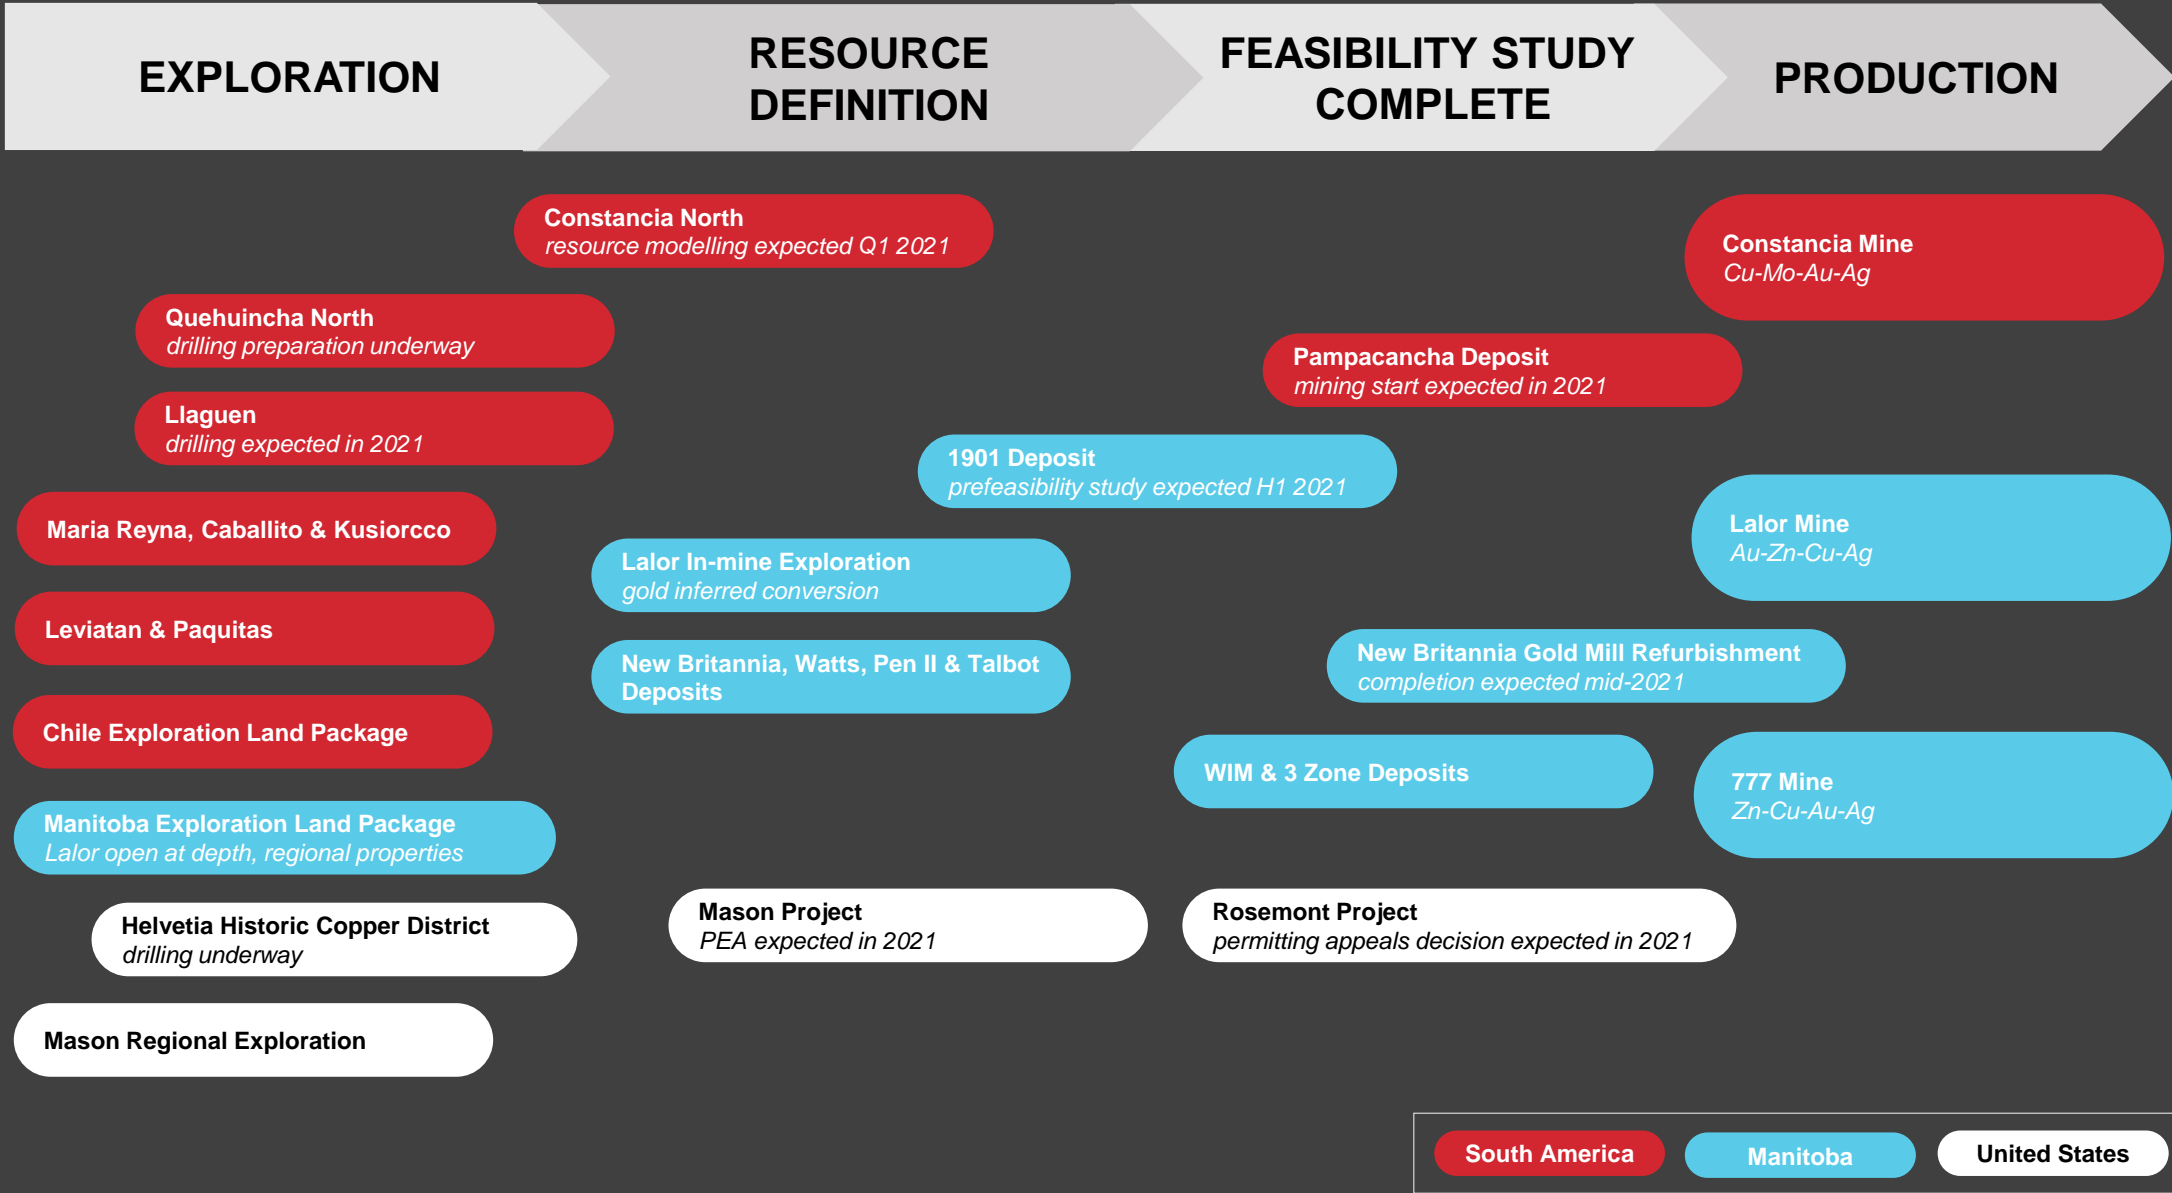 EXPLORATION
RESOURCE
DEFINITION
FEASIBILITY STUDY
COMPLETE
PRODUCTION
Constancia North
resource modelling expected Q1 2021
Constancia Mine
Cu-Mo-Au-Ag
Quehuincha North
drilling preparation underway
Pampacancha Deposit
mining start expected in 2021
Llaguen
drilling expected in 2021
1901 Deposit
prefeasibility study expected H1 2021
Maria Reyna, Caballito & Kusiorcco
Lalor Mine
Au-Zn-Cu-Ag
Lalor In-mine Exploration
gold inferred conversion
Leviatan & Paquitas
New Britannia, Watts, Pen II & Talbot
Deposits
New Britannia Gold Mill Refurbishment
completion expected mid-2021
Chile Exploration Land Package
WIM & 3 Zone Deposits
777 Mine
Zn-Cu-Au-Ag
Manitoba Exploration Land Package
Lalor open at depth, regional properties
Helvetia Historic Copper District
drilling underway
Mason Project
PEA expected in 2021
Rosemont Project
permitting appeals decision expected in 2021
Mason Regional Exploration
South America
Manitoba
United States